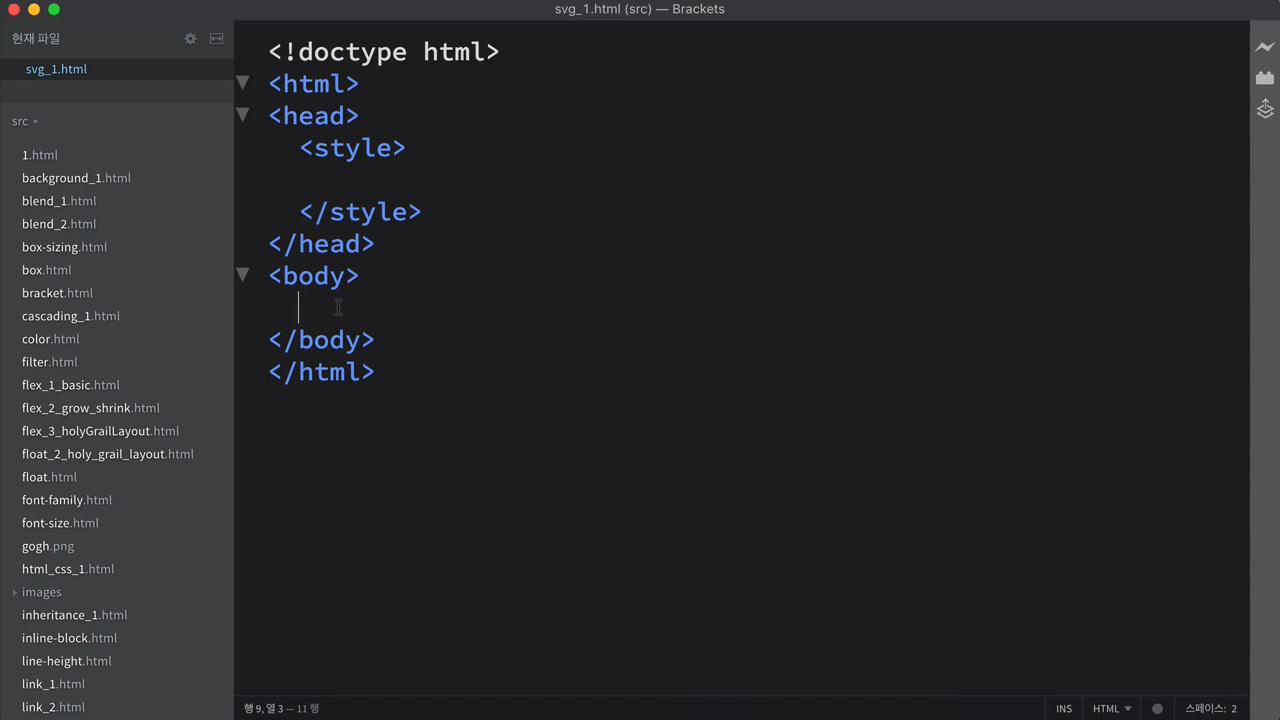 svg_1.html (src) — Brackets
현재 파일
svg_1.html
src
1.html
background_1.html
blend_1.html
blend_2.html
box-sizing.html
box.html
bracket.html
cascading_1.html
color.html
filter.html
flex_1_basic.html
flex_2_grow_shrink.html
flex_3_holyGrailLayout.html
float_2_holy_grail_layout.html
float.html
font-family.html
font-size.html
gogh.png
html_css_1.html
images
inheritance_1.html
inline-block.html
line-height.html
link_1.html
link_2.html
<!doctype html>
<html>
<head>
<style>
</style>
</head>
<body>
</body>
</html>
행 9, 열 3 — 11 행
INS
HTML
스페이스: 2